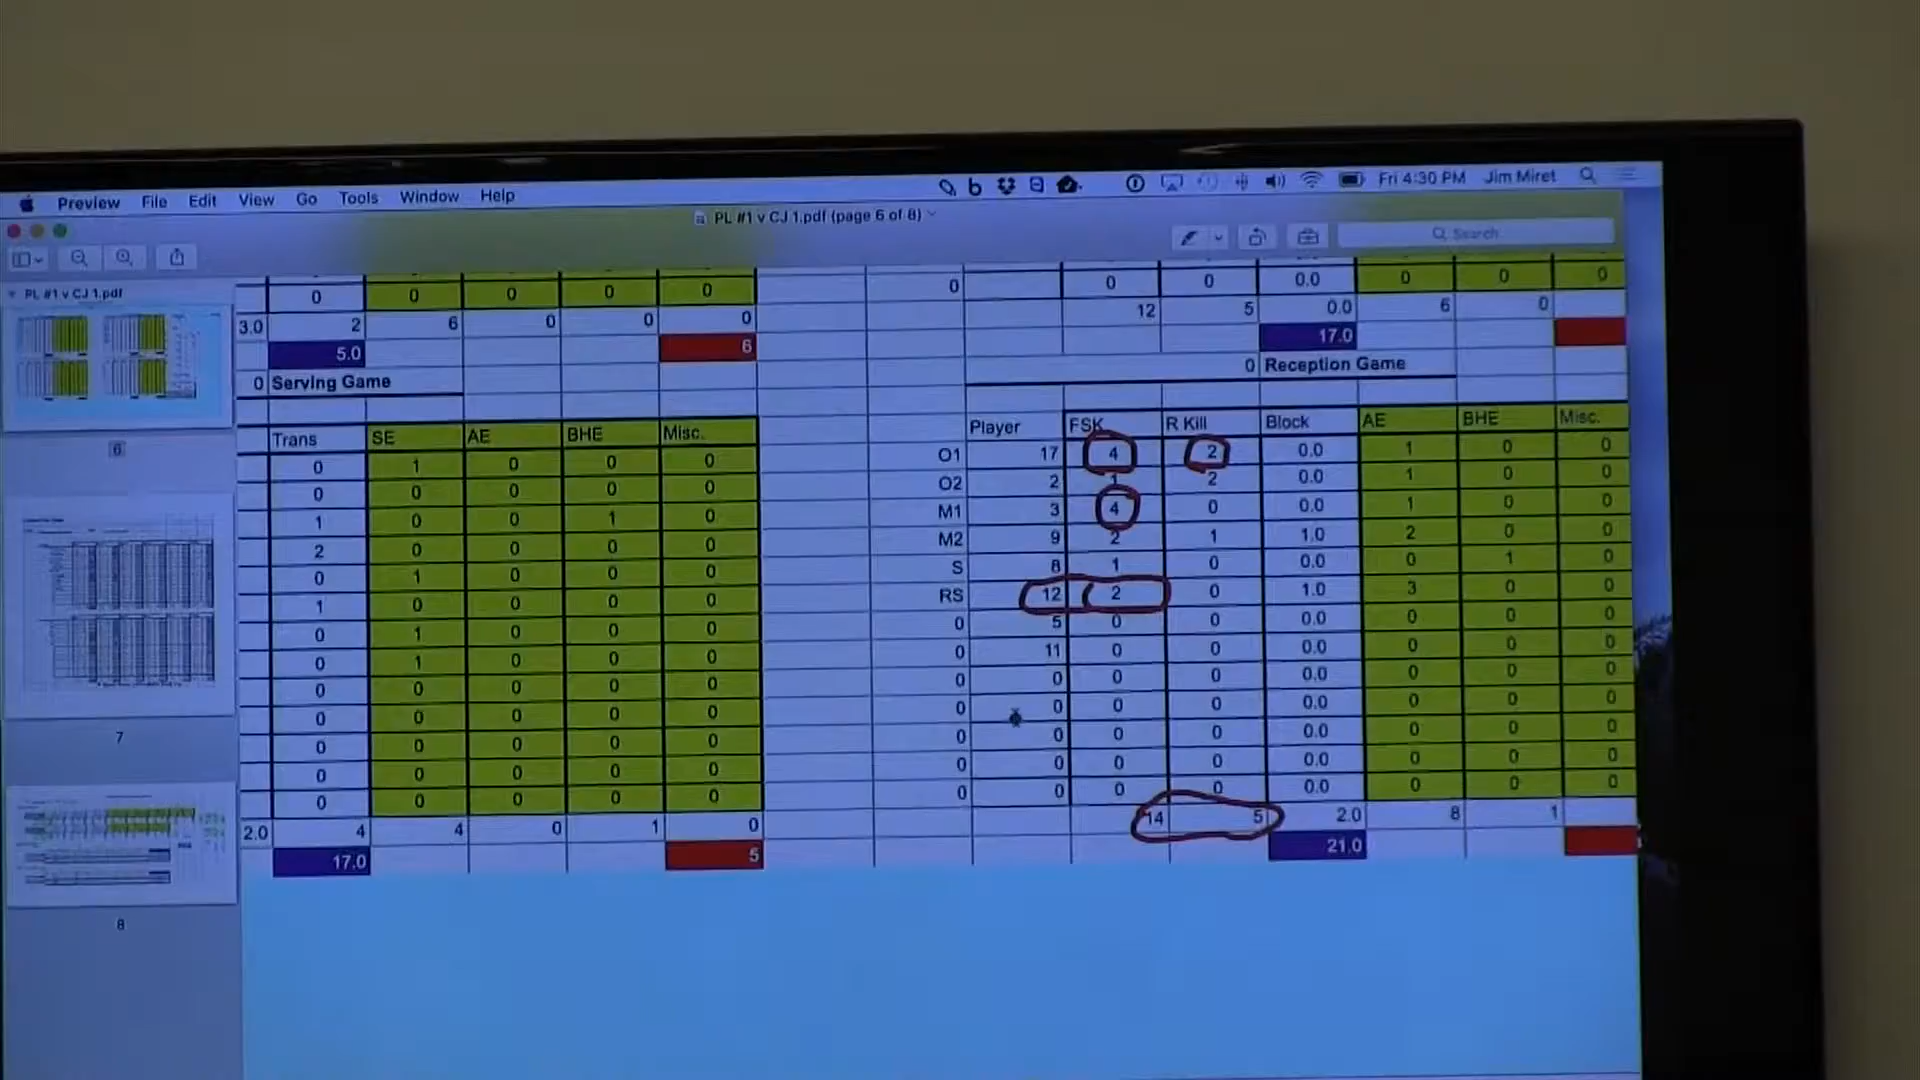 Preview File Edit View Go Tools Window Help Fri 4:30 PM Jim Miret
PL #1 v CJ 1.pdf (page 6 of 8)
Search
PL #1 v CJ 1.pdf
6
7
8
0 0 0 0 0
3.0 2 6 0 0 0
5.0 6
0 Serving Game
Trans SE AE BHE Misc.
0 1 0 0 0
0 0 0 0 0
1 0 0 1 0
2 0 0 0 0
0 1 0 0 0
1 0 0 0 0
0 1 0 0 0
0 1 0 0 0
0 0 0 0 0
0 0 0 0 0
0 0 0 0 0
0 0 0 0 0
0 0 0 0 0
2.0 4 4 0 1 0
17.0 5
0 0 0 0.0 0 0 0
12 5 0.0 6 0
17.0
0 Reception Game
Player FSK R Kill Block AE BHE Misc.
O1 17 4 2 0.0 1 0 0
O2 2 1 2 0.0 1 0 0
M1 3 4 0 0.0 1 0 0
M2 9 2 1 1.0 2 0 0
S 8 1 0 0.0 0 1 0
RS 12 2 0 1.0 3 0 0
0 5 0 0 0.0 0 0 0
0 11 0 0 0.0 0 0 0
0 0 0 0 0.0 0 0 0
0 0 0 0 0.0 0 0 0
0 0 0 0 0.0 0 0 0
0 0 0 0 0.0 0 0 0
0 0 0 0 0.0 0 0 0
14 5 2.0 8 1
21.0